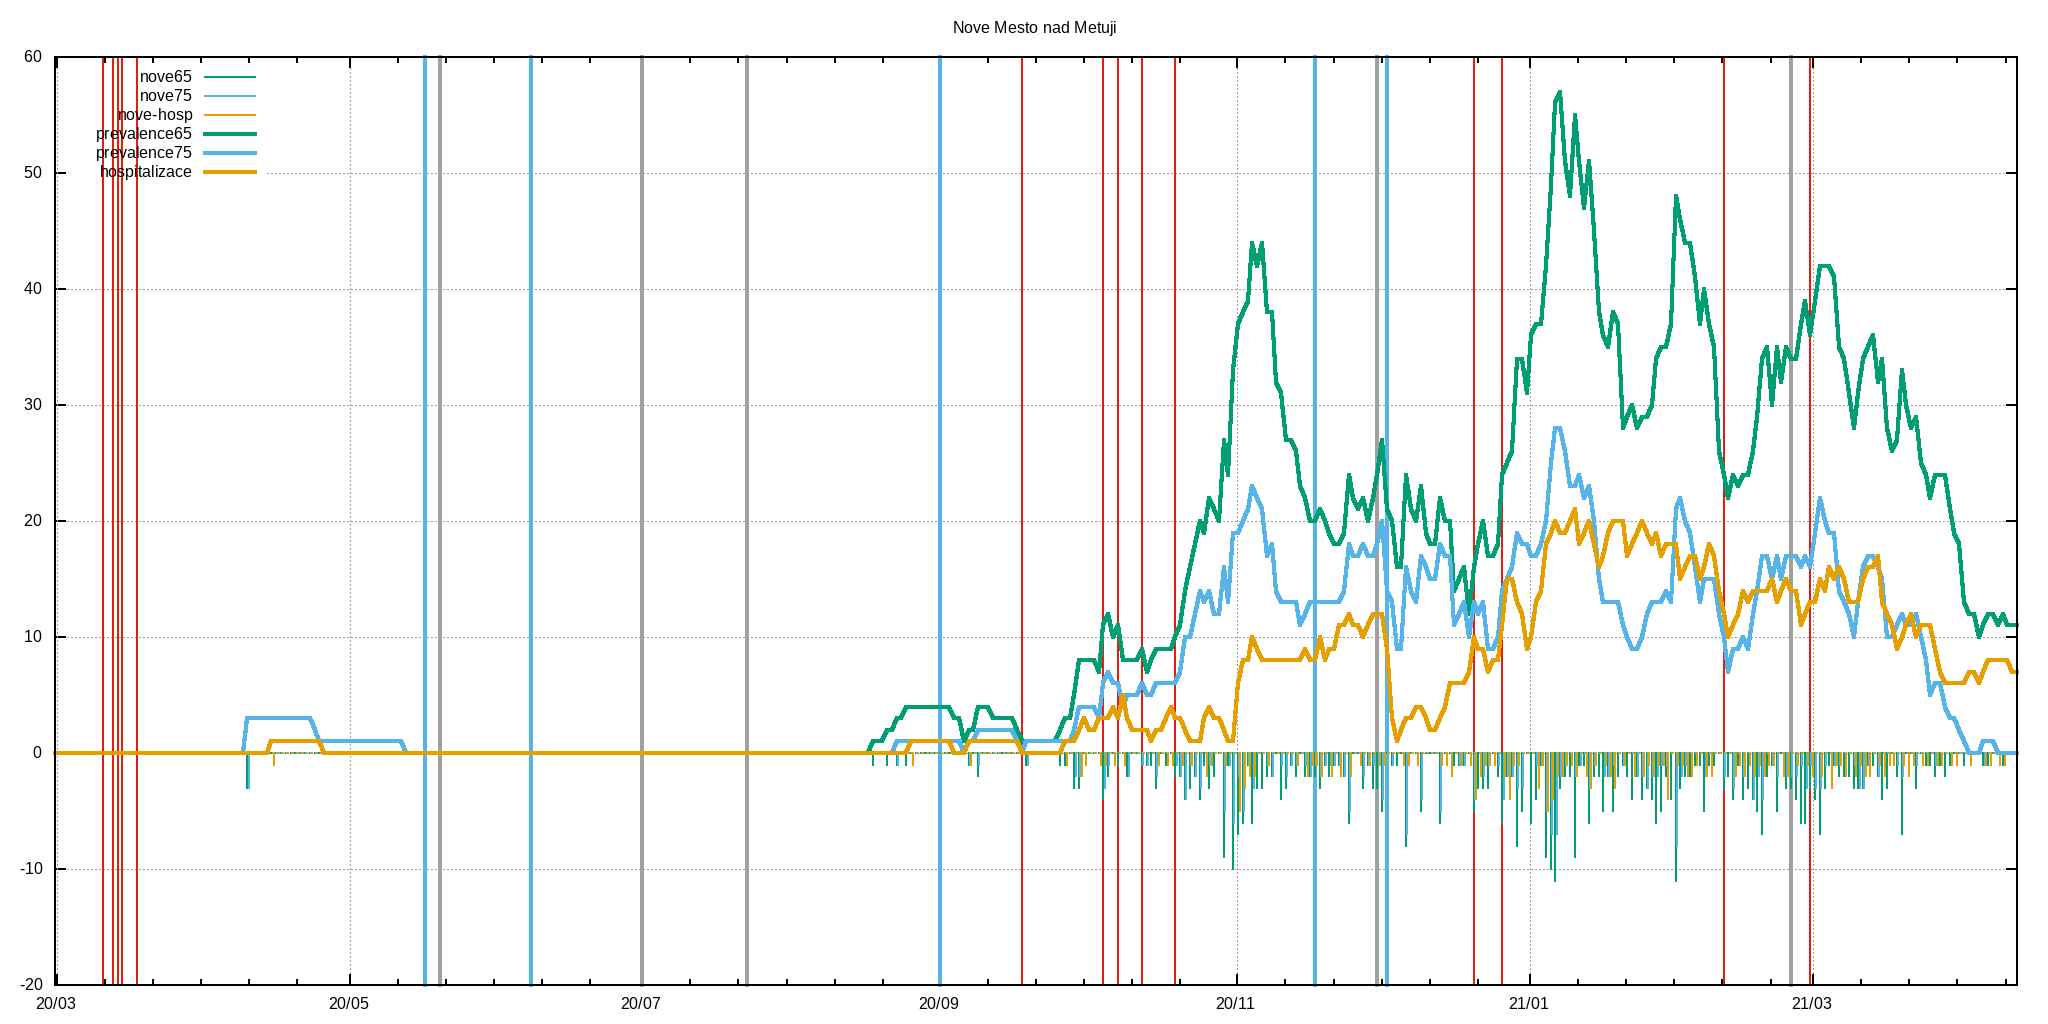 Nove Mesto nad Metuji
60
50
40
30
20
10
0
-10
-20
nove65
nove75
nove-hosp
prevalence65
prevalence75
hospitalizace
20/03 20/05 20/07 20/09 20/11 21/01 21/03